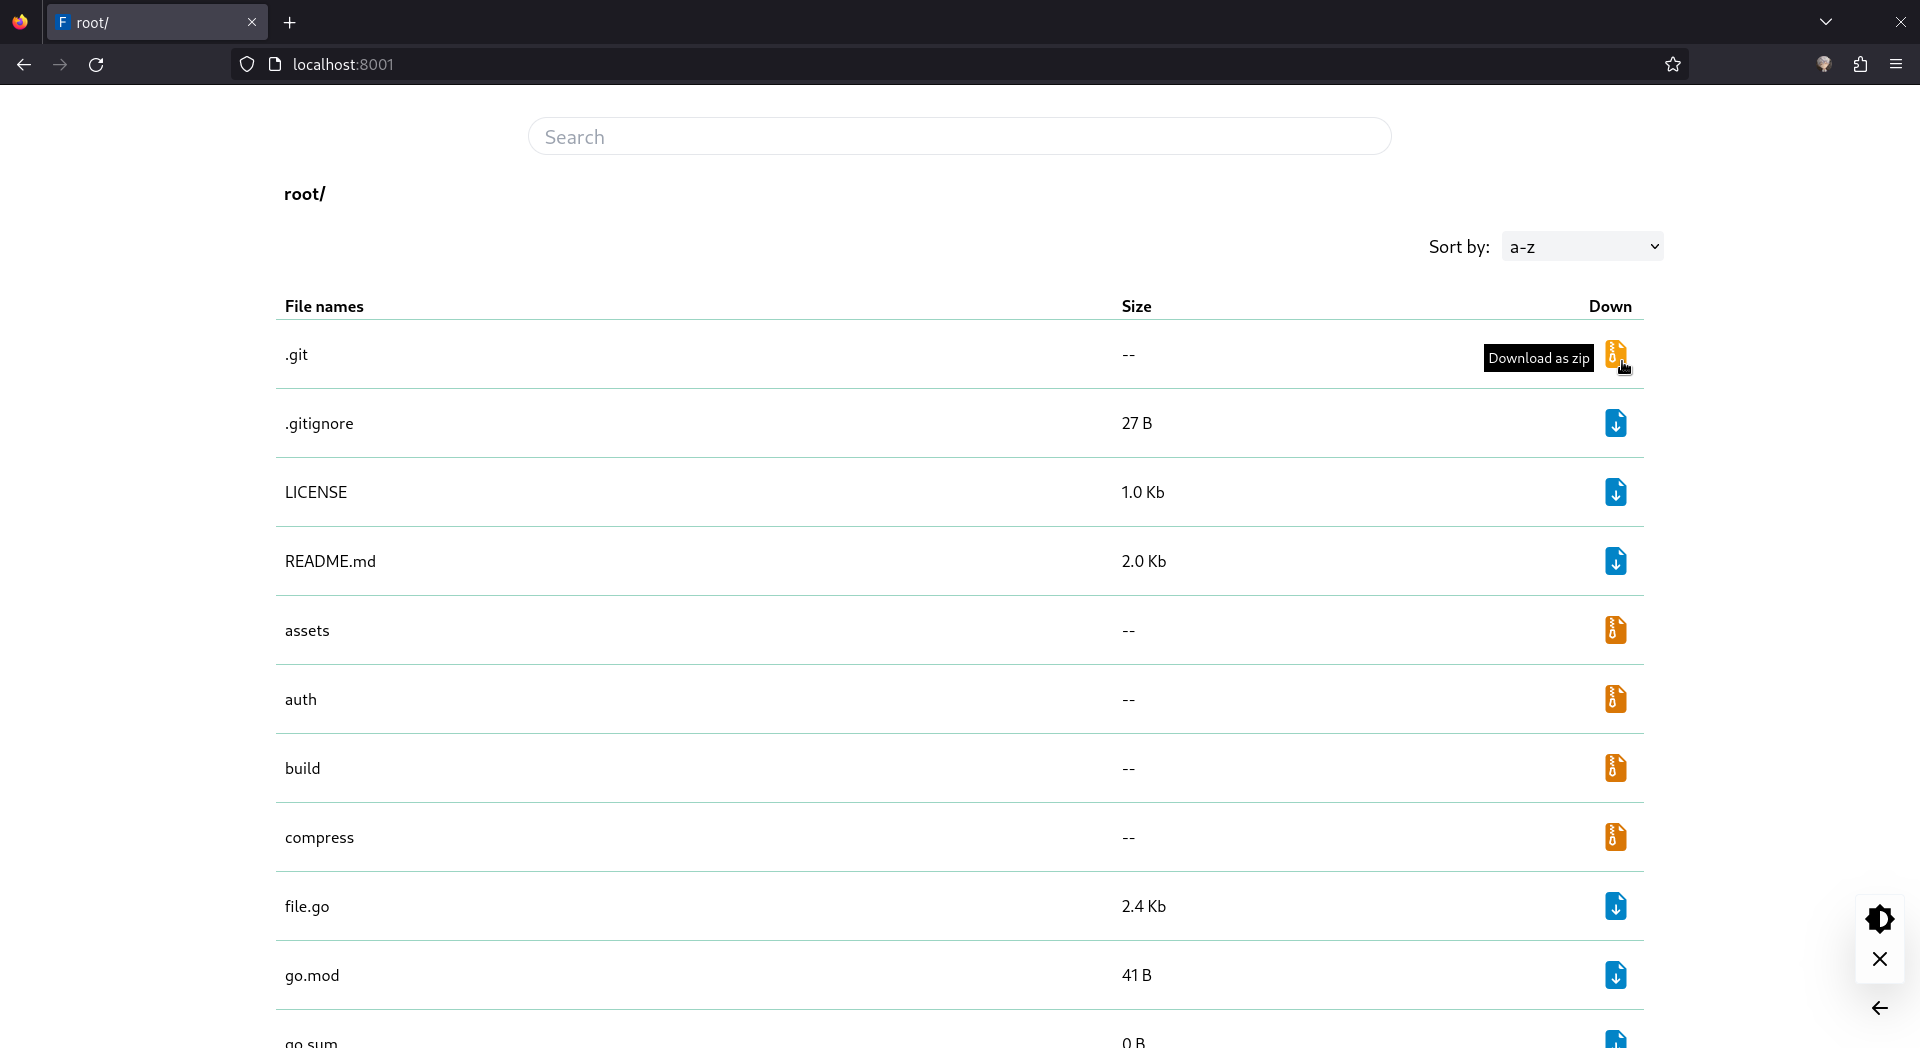 F root/
localhost:8001
Search
root/
Sort by: a-z
File names Size Down
.git -- Download as zip
.gitignore 27 B
LICENSE 1.0 Kb
README.md 2.0 Kb
assets --
auth --
build --
compress --
file.go 2.4 Kb
go.mod 41 B
go.sum 0 B